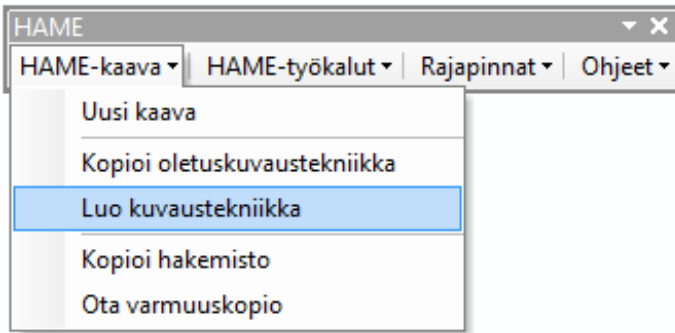 HAME
HAME-kaava HAME-työkalut Rajapinnat Ohjeet
Uusi kaava
Kopioi oletuskuvaustekniikka
Luo kuvaustekniikka
Kopioi hakemisto
Ota varmuuskopio